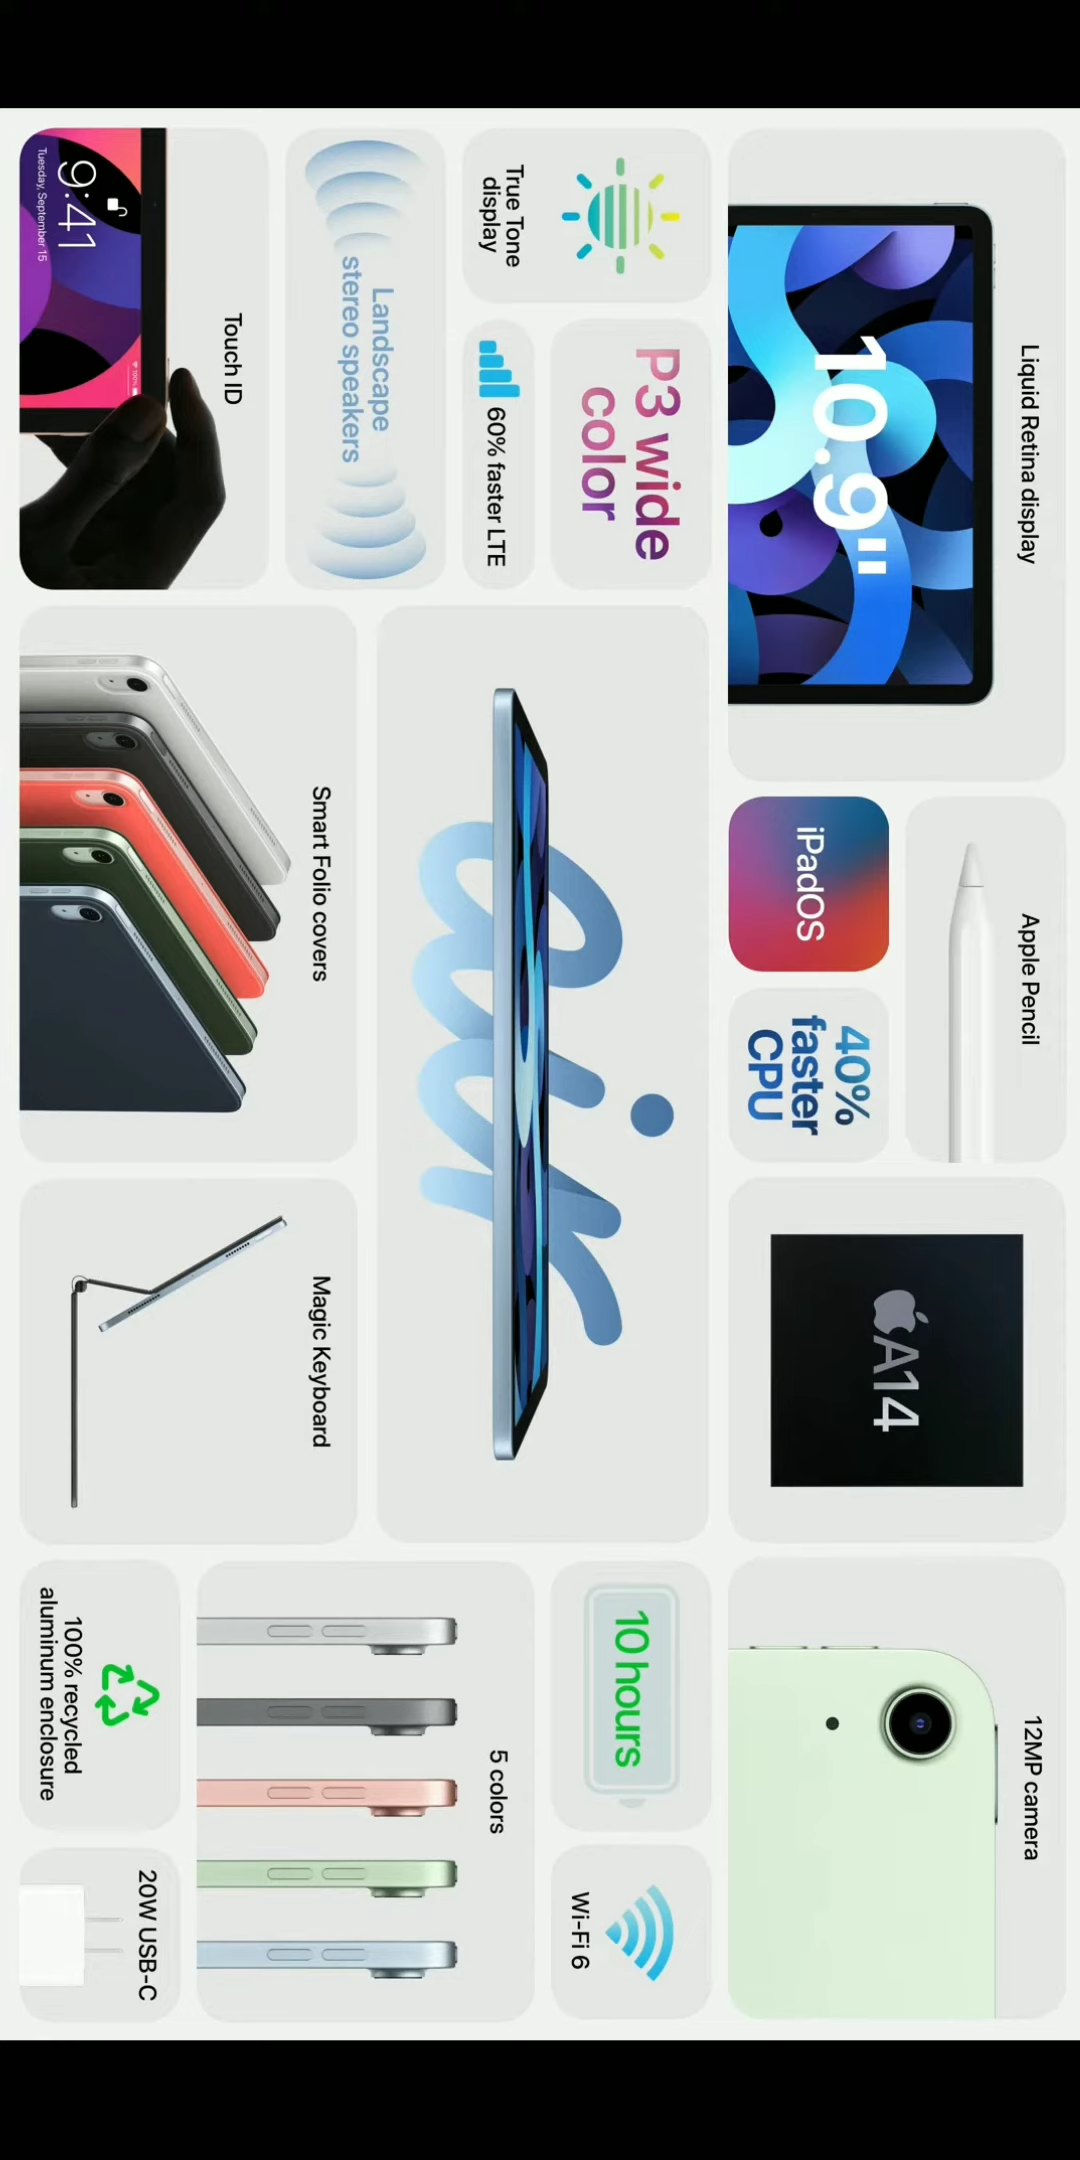 Liquid Retina display
10.9"
Apple Pencil
iPadOS
40%
faster
CPU
A14
12MP camera
True Tone
display
P3 wide
color
60% faster LTE
Landscape
stereo speakers
Touch ID
9:41
Tuesday, September 15
100%
air
10 hours
Wi-Fi 6
Smart Folio covers
Magic Keyboard
5 colors
100% recycled
aluminum enclosure
20W USB-C